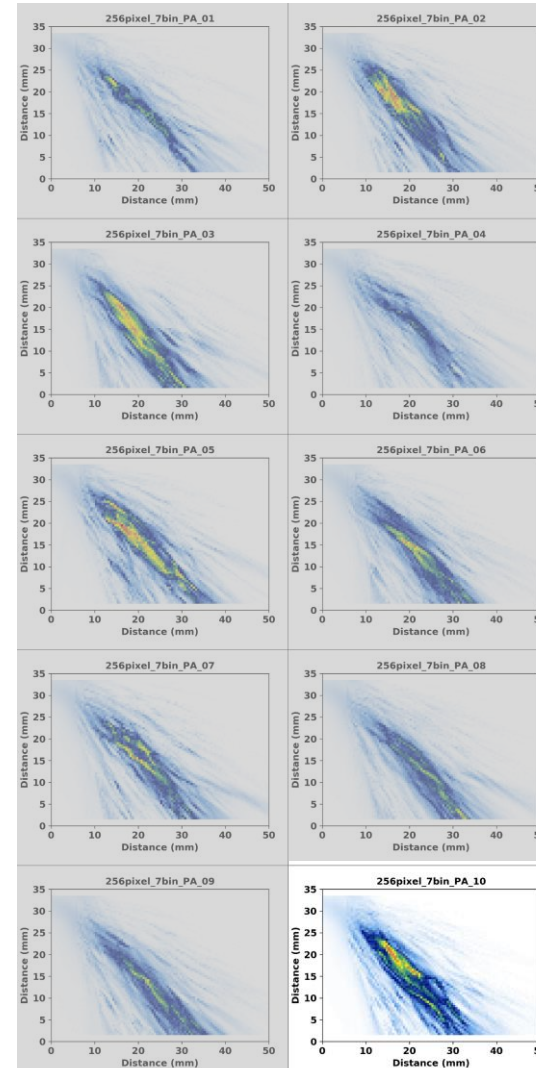 256pixel_7bin_PA_01
35
30
25
20
15
10
5
0
Distance (mm)
0 10 20 30 40 50
Distance (mm)
256pixel_7bin_PA_02
35
30
25
20
15
10
5
0
Distance (mm)
0 10 20 30 40
Distance (mm)
256pixel_7bin_PA_03
35
30
25
20
15
10
5
0
Distance (mm)
0 10 20 30 40 50
Distance (mm)
256pixel_7bin_PA_04
35
30
25
20
15
10
5
0
Distance (mm)
0 10 20 30 40
Distance (mm)
256pixel_7bin_PA_05
35
30
25
20
15
10
5
0
Distance (mm)
0 10 20 30 40 50
Distance (mm)
256pixel_7bin_PA_06
35
30
25
20
15
10
5
0
Distance (mm)
0 10 20 30 40
Distance (mm)
256pixel_7bin_PA_07
35
30
25
20
15
10
5
0
Distance (mm)
0 10 20 30 40 50
Distance (mm)
256pixel_7bin_PA_08
35
30
25
20
15
10
5
0
Distance (mm)
0 10 20 30 40
Distance (mm)
256pixel_7bin_PA_09
35
30
25
20
15
10
5
0
Distance (mm)
0 10 20 30 40 50
Distance (mm)
256pixel_7bin_PA_10
35
30
25
20
15
10
5
0
Distance (mm)
0 10 20 30 40
Distance (mm)